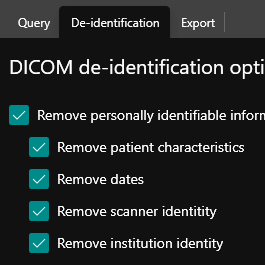 Query De-identification Export
DICOM de-identification opti
Remove personally identifiable infor
Remove patient characteristics
Remove dates
Remove scanner identitity
Remove institution identity